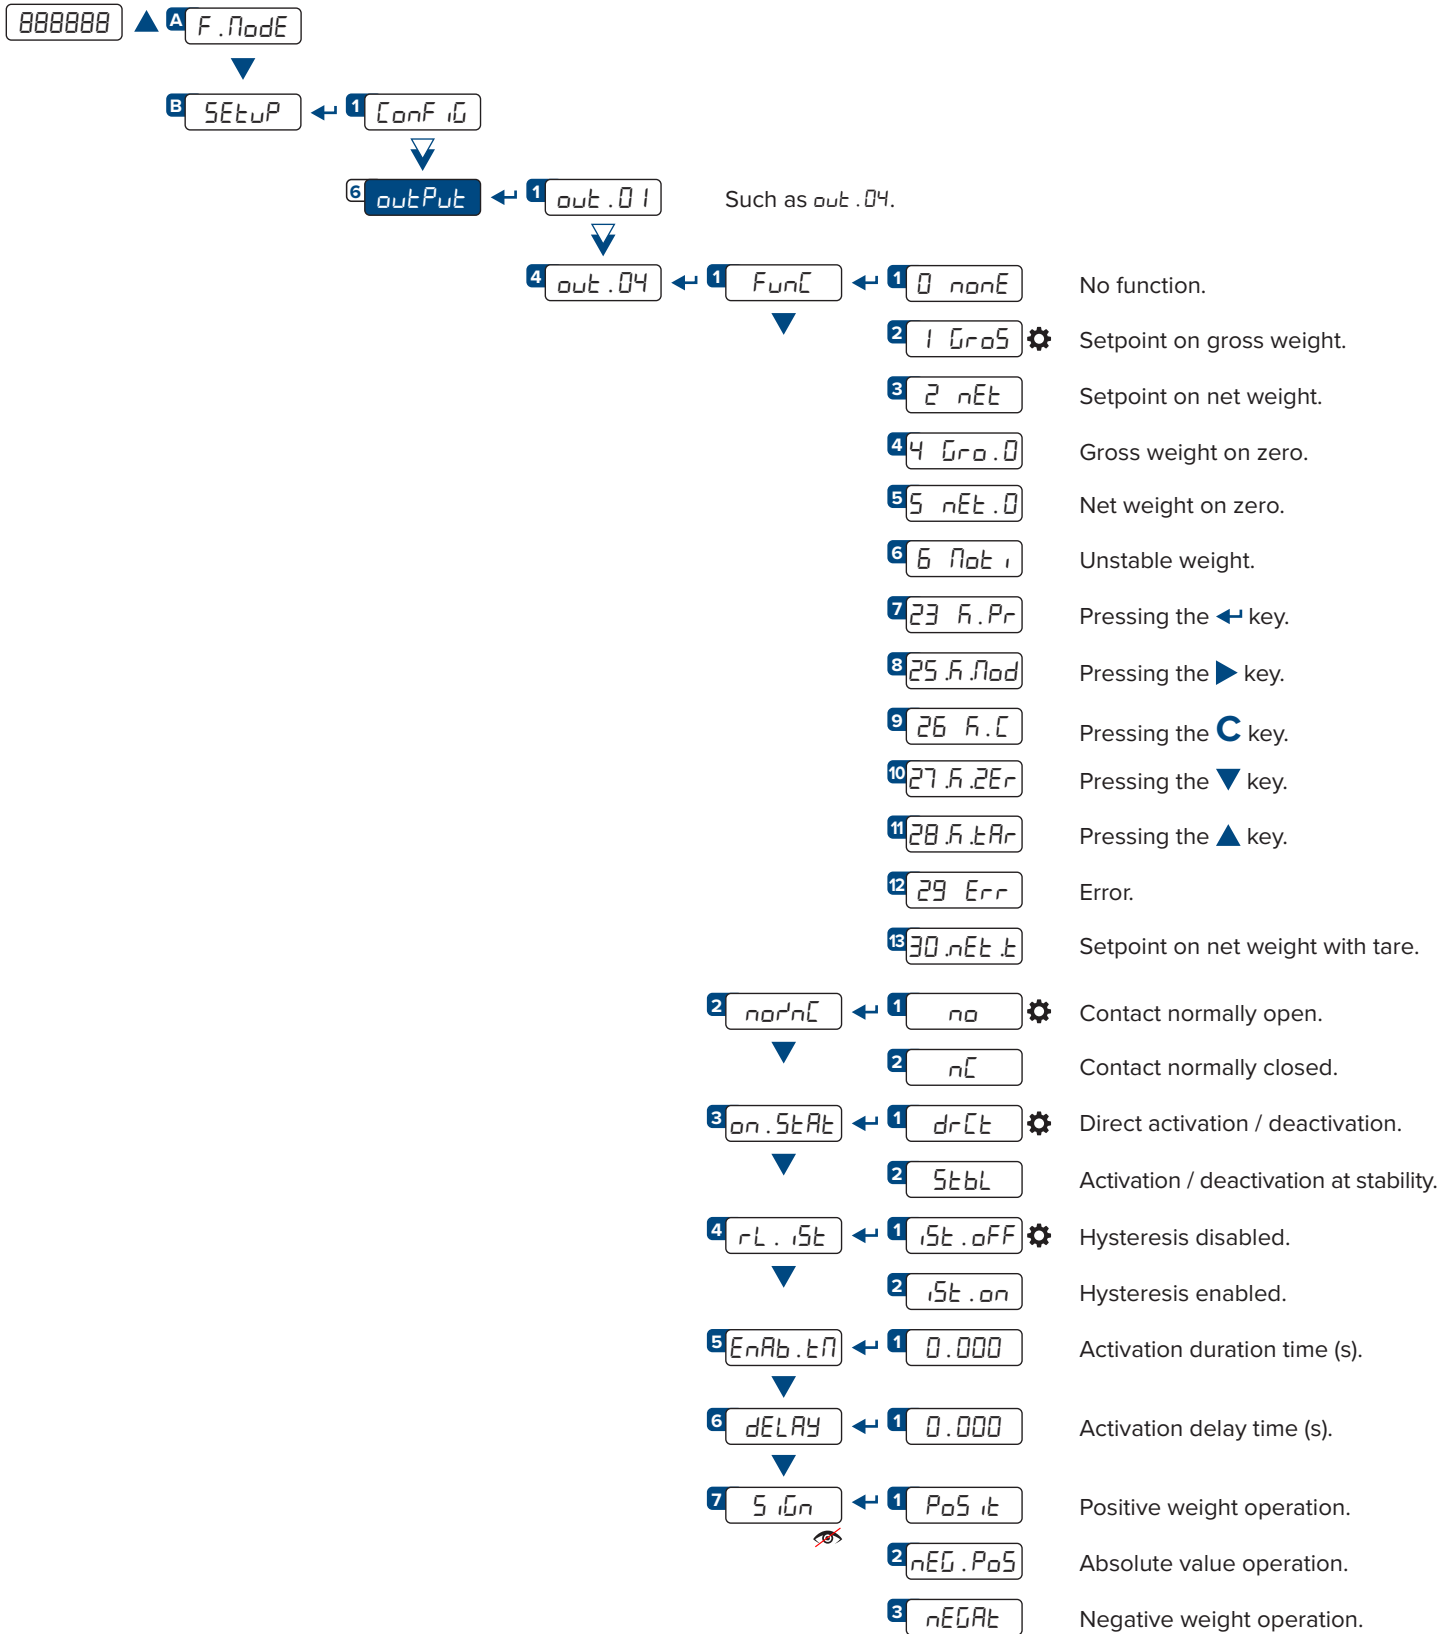 888888 A F.ModE
B SEtuP 1 ConFiG
6 outPut 1 out.01 Such as out.04.
4 out.04 1 FunC 1 0 nonE No function.
2 1 GroS Setpoint on gross weight.
3 2 nEt Setpoint on net weight.
4 4 Gro.0 Gross weight on zero.
5 5 nEt.0 Net weight on zero.
6 6 Moti Unstable weight.
7 23 K.Pr Pressing the key.
8 25.K.Mod Pressing the key.
9 26 K.C Pressing the C key.
10 27.K.ZEr Pressing the key.
11 28.K.tAr Pressing the key.
12 29 Err Error.
13 30.nEt.t Setpoint on net weight with tare.
2 no/nC 1 no Contact normally open.
2 nC Contact normally closed.
3 on.StAt 1 drCt Direct activation / deactivation.
2 StbL Activation / deactivation at stability.
4 rL.iSt 1 iSt.oFF Hysteresis disabled.
2 iSt.on Hysteresis enabled.
5 EnAb.tM 1 0.000 Activation duration time (s).
6 dELAY 1 0.000 Activation delay time (s).
7 SiGn 1 PoSit Positive weight operation.
2 nEG.PoS Absolute value operation.
3 nEGAt Negative weight operation.